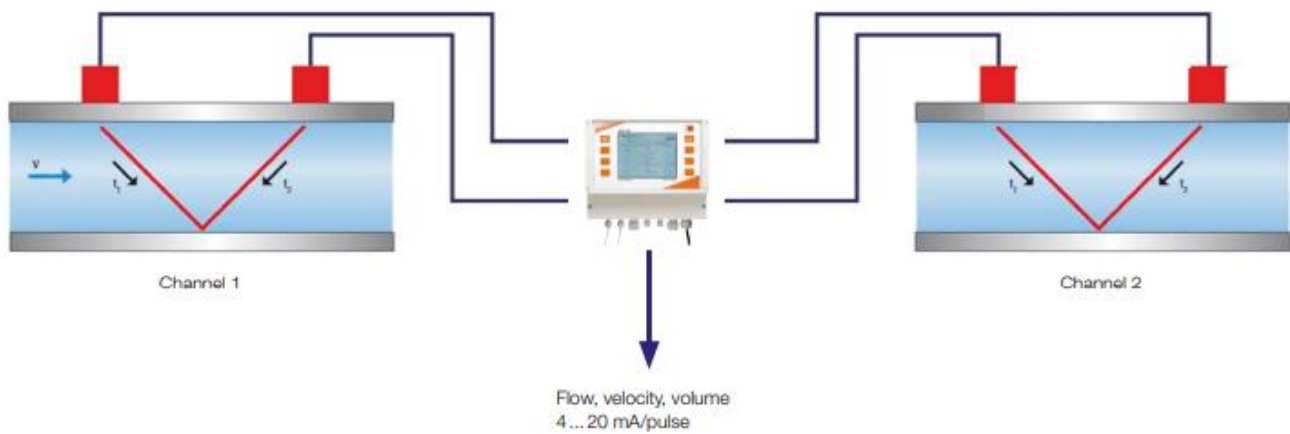 v
t₁
t₂
t₁
t₂
Channel 1
Channel 2
Flow, velocity, volume
4...20 mA/pulse